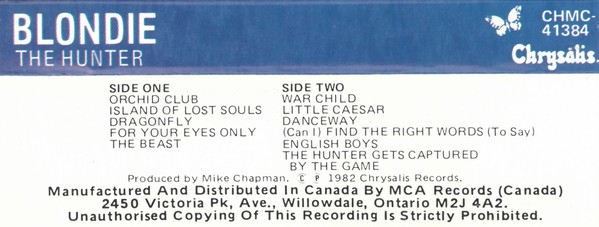 BLONDIE
THE HUNTER
CHMC-
41384
Chrysalis.
SIDE ONE
ORCHID CLUB
ISLAND OF LOST SOULS
DRAGONFLY
FOR YOUR EYES ONLY
THE BEAST
SIDE TWO
WAR CHILD
LITTLE CAESAR
DANCEWAY
(Can I) FIND THE RIGHT WORDS (To Say)
ENGLISH BOYS
THE HUNTER GETS CAPTURED
BY THE GAME
Produced by Mike Chapman. © ℗ 1982 Chrysalis Records.
Manufactured And Distributed In Canada By MCA Records (Canada)
2450 Victoria Pk, Ave., Willowdale, Ontario M2J 4A2.
Unauthorised Copying Of This Recording Is Strictly Prohibited.